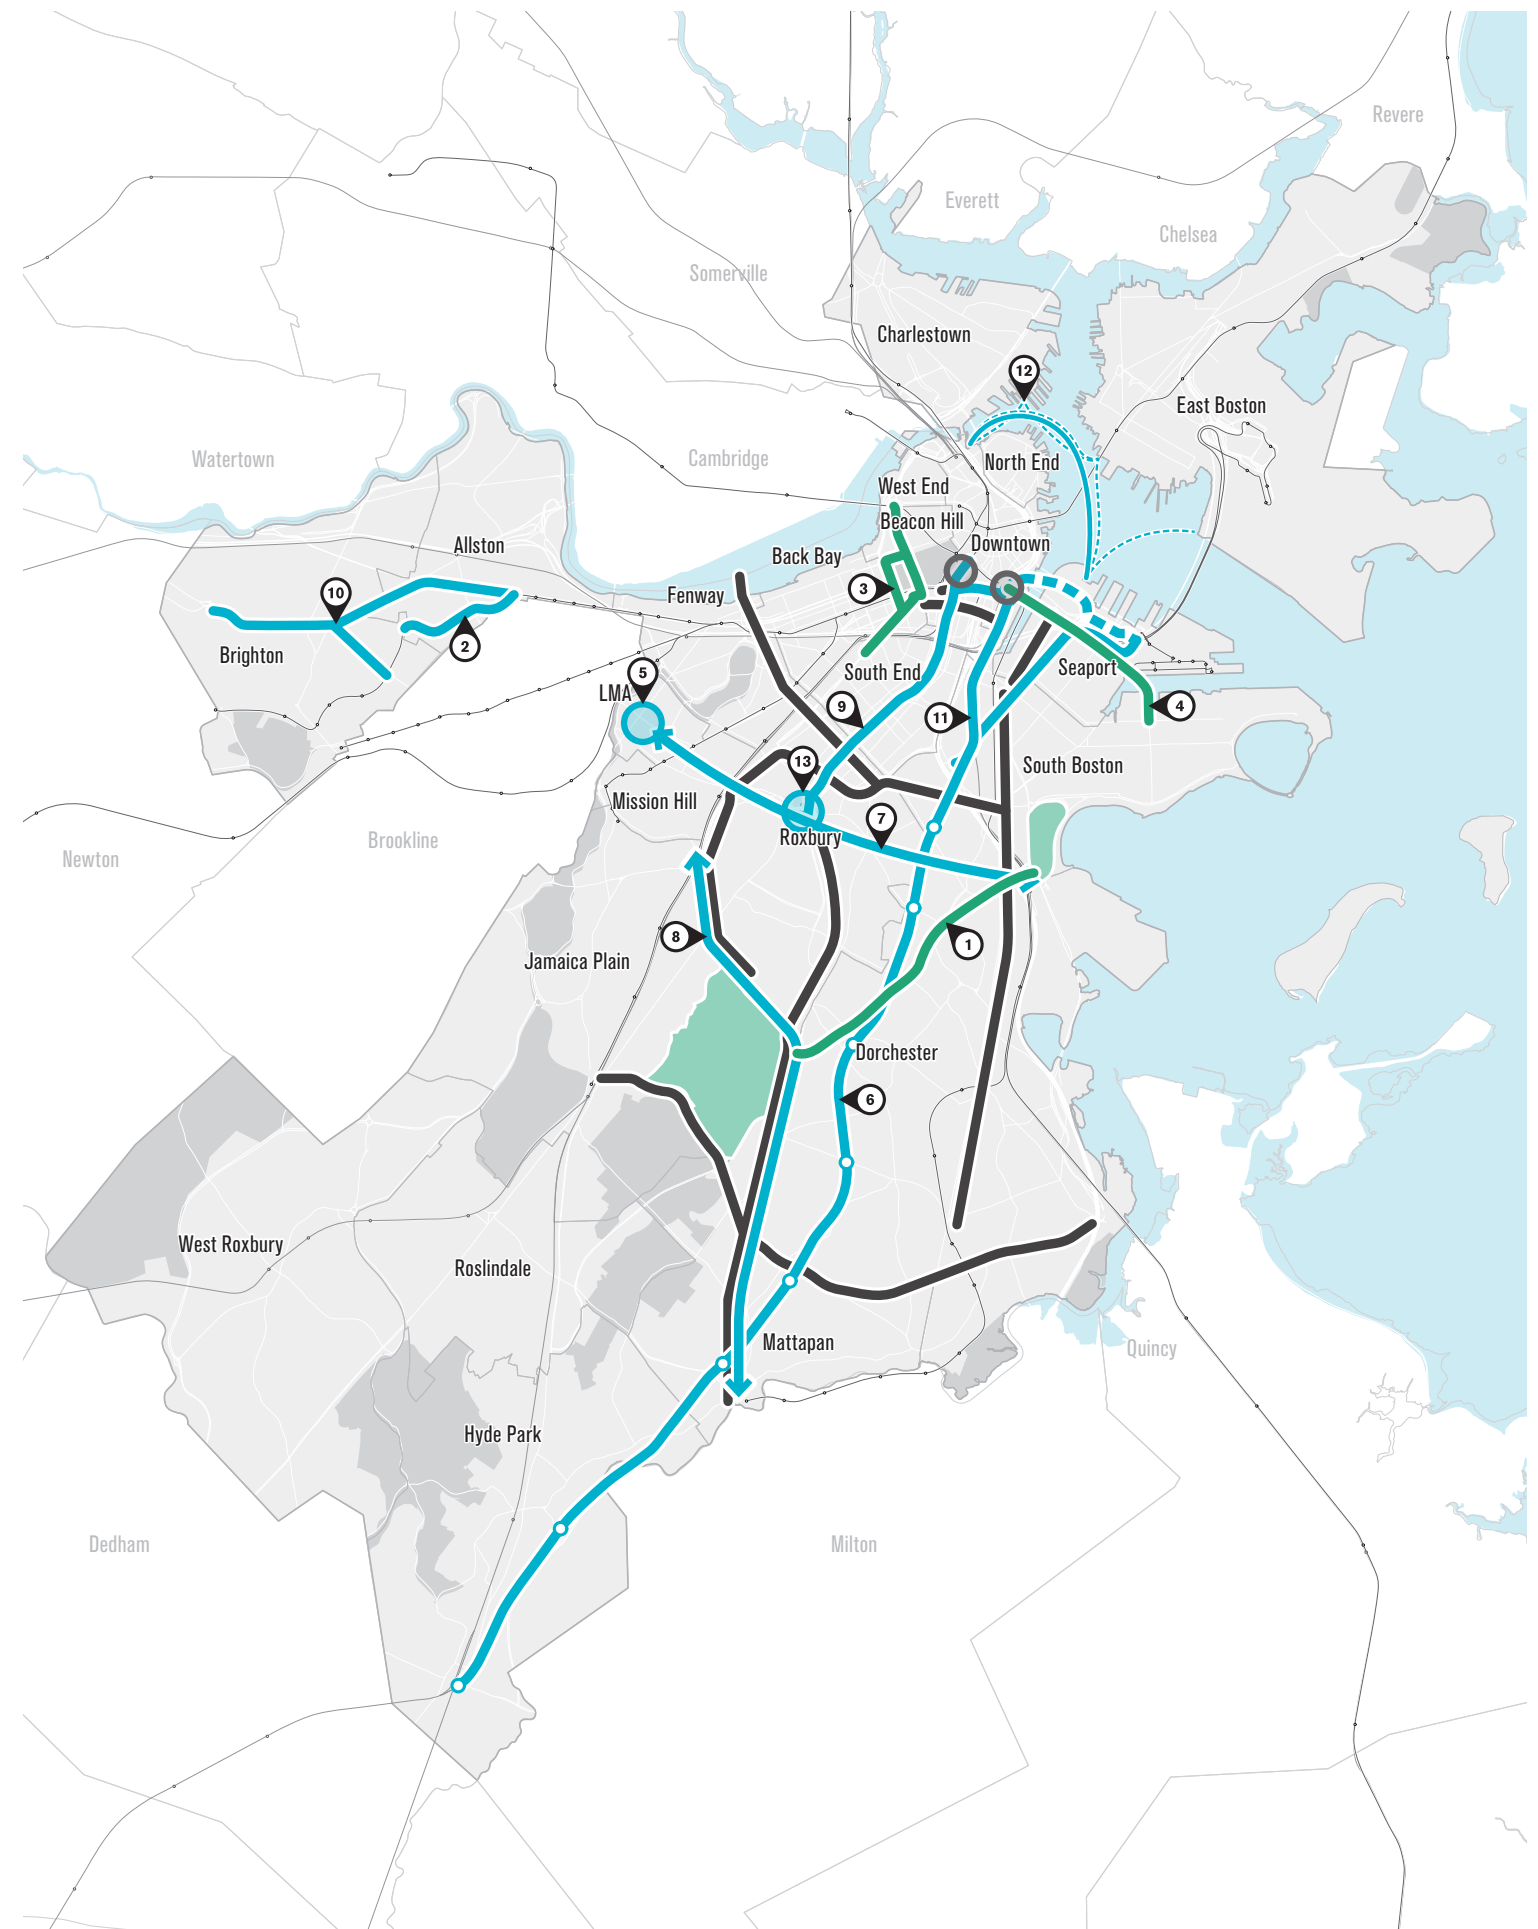 Revere
Everett
Chelsea
Somerville
Charlestown
12
East Boston
Watertown
Cambridge
North End
West End
Beacon Hill
Allston
Downtown
Back Bay
10
3
Fenway
2
Brighton
Seaport
5
South End
LMA
9
11
4
13
South Boston
Mission Hill
7
Roxbury
Brookline
Newton
8
1
Jamaica Plain
Dorchester
6
West Roxbury
Roslindale
Mattapan
Quincy
Hyde Park
Dedham
Milton